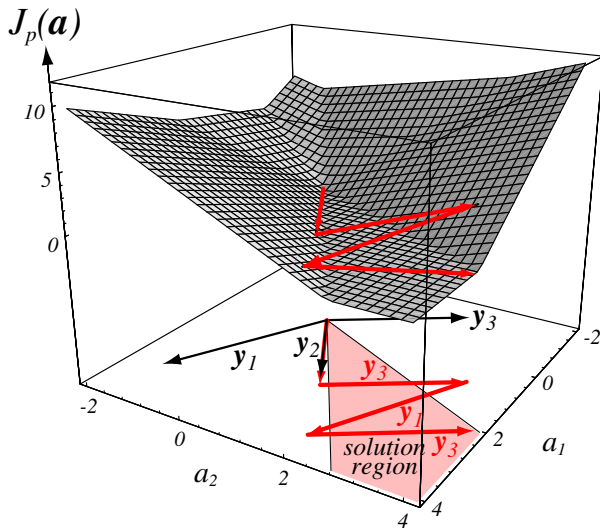 Jₚ(a)
10
5
0
y₃
y₁
y₂
y₃
y₁
y₃
solution
region
-2
0
2
4
a₂
-2
0
2
4
a₁